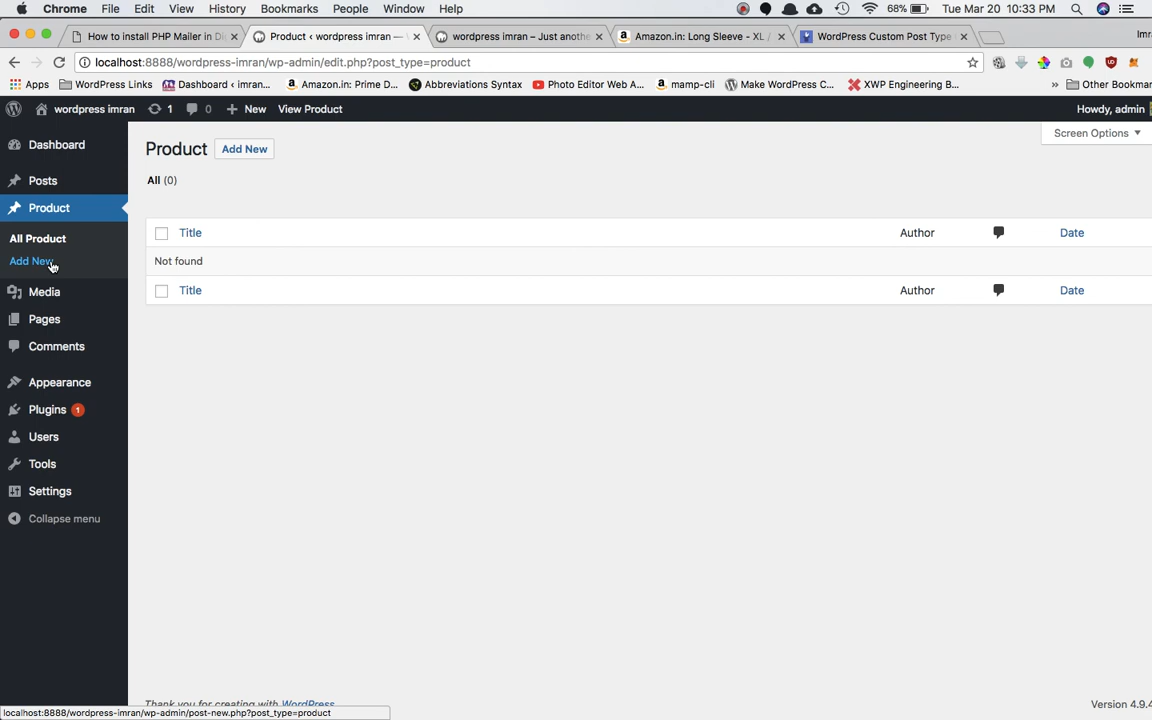 Chrome File Edit View History Bookmarks People Window Help 68% Tue Mar 20 10:33 PM
How to install PHP Mailer in Di Product ‹ wordpress imran — wordpress imran – Just anothe Amazon.in: Long Sleeve - XL / WordPress Custom Post Type Imra
localhost:8888/wordpress-imran/wp-admin/edit.php?post_type=product
Apps WordPress Links Dashboard ‹ imran... Amazon.in: Prime D... Abbreviations Syntax Photo Editor Web A... mamp-cli Make WordPress C... XWP Engineering B... » Other Bookmar
wordpress imran 1 0 New View Product Howdy, admin
Screen Options
Dashboard
Product Add New
Posts
All (0)
Product
All Product
Title Author Date
Add New
Not found
Media
Title Author Date
Pages
Comments
Appearance
Plugins 1
Users
Tools
Settings
Collapse menu
Thank you for creating with WordPress Version 4.9.4
localhost:8888/wordpress-imran/wp-admin/post-new.php?post_type=product